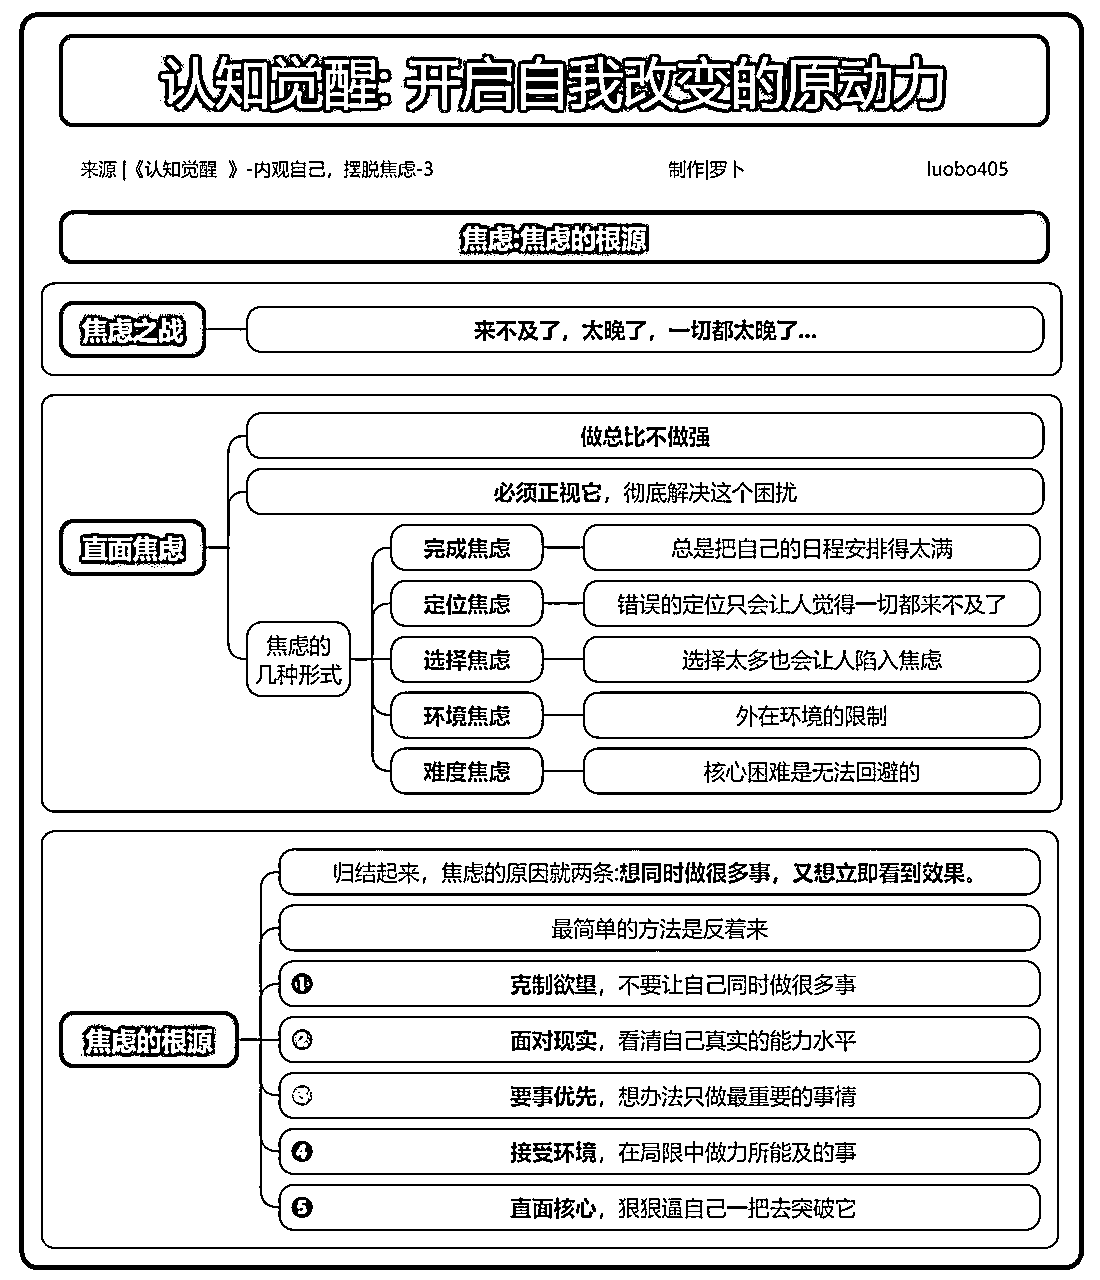 认知觉醒: 开启自我改变的原动力
来源 |《认知觉醒 》-内观自己，摆脱焦虑-3 制作|罗卜 luobo405
焦虑:焦虑的根源
焦虑之战
来不及了，太晚了，一切都太晚了...
直面焦虑
做总比不做强
必须正视它，彻底解决这个困扰
焦虑的
几种形式
完成焦虑 总是把自己的日程安排得太满
定位焦虑 错误的定位只会让人觉得一切都来不及了
选择焦虑 选择太多也会让人陷入焦虑
环境焦虑 外在环境的限制
难度焦虑 核心困难是无法回避的
焦虑的根源
归结起来，焦虑的原因就两条:想同时做很多事，又想立即看到效果。
最简单的方法是反着来
❶ 克制欲望，不要让自己同时做很多事
❷ 面对现实，看清自己真实的能力水平
❸ 要事优先，想办法只做最重要的事情
❹ 接受环境，在局限中做力所能及的事
❺ 直面核心，狠狠逼自己一把去突破它